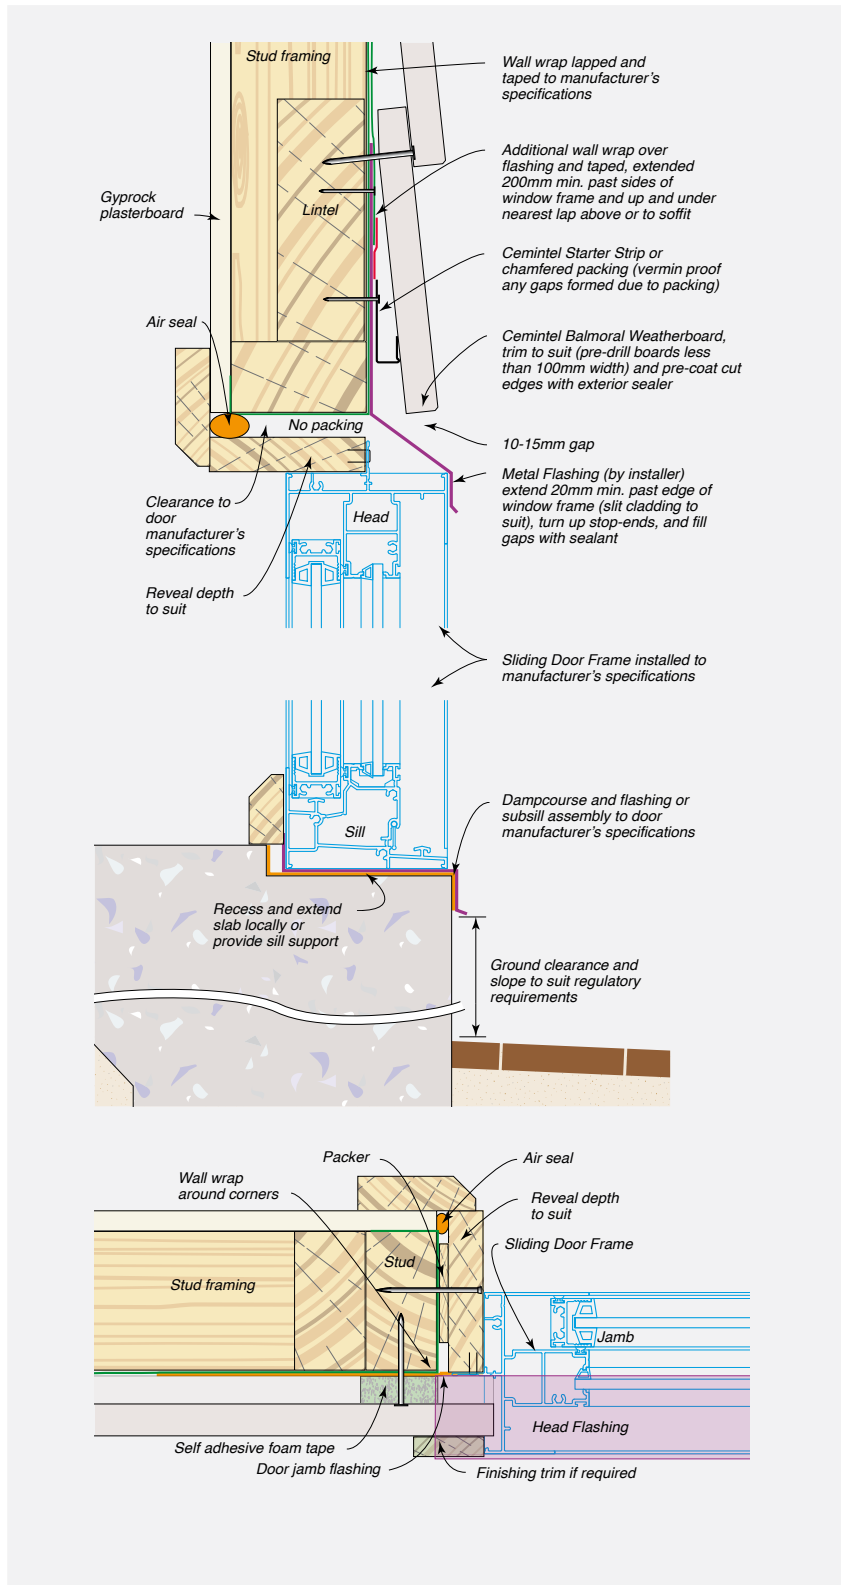 Stud framing
Wall wrap lapped and
taped to manufacturer's
specifications
Additional wall wrap over
flashing and taped, extended
200mm min. past sides of
window frame and up and under
nearest lap above or to soffit
Gyprock
plasterboard
Lintel
Cemintel Starter Strip or
chamfered packing (vermin proof
any gaps formed due to packing)
Air seal
Cemintel Balmoral Weatherboard,
trim to suit (pre-drill boards less
than 100mm width) and pre-coat cut
edges with exterior sealer
No packing
10-15mm gap
Metal Flashing (by installer)
extend 20mm min. past edge of
window frame (slit cladding to
suit), turn up stop-ends, and fill
gaps with sealant
Clearance to
door
manufacturer's
specifications
Head
Reveal depth
to suit
Sliding Door Frame installed to
manufacturer's specifications
Dampcourse and flashing or
subsill assembly to door
manufacturer's specifications
Sill
Recess and extend
slab locally or
provide sill support
Ground clearance and
slope to suit regulatory
requirements
Packer
Air seal
Wall wrap
around corners
Reveal depth
to suit
Sliding Door Frame
Stud
Stud framing
Jamb
Head Flashing
Self adhesive foam tape
Door jamb flashing
Finishing trim if required